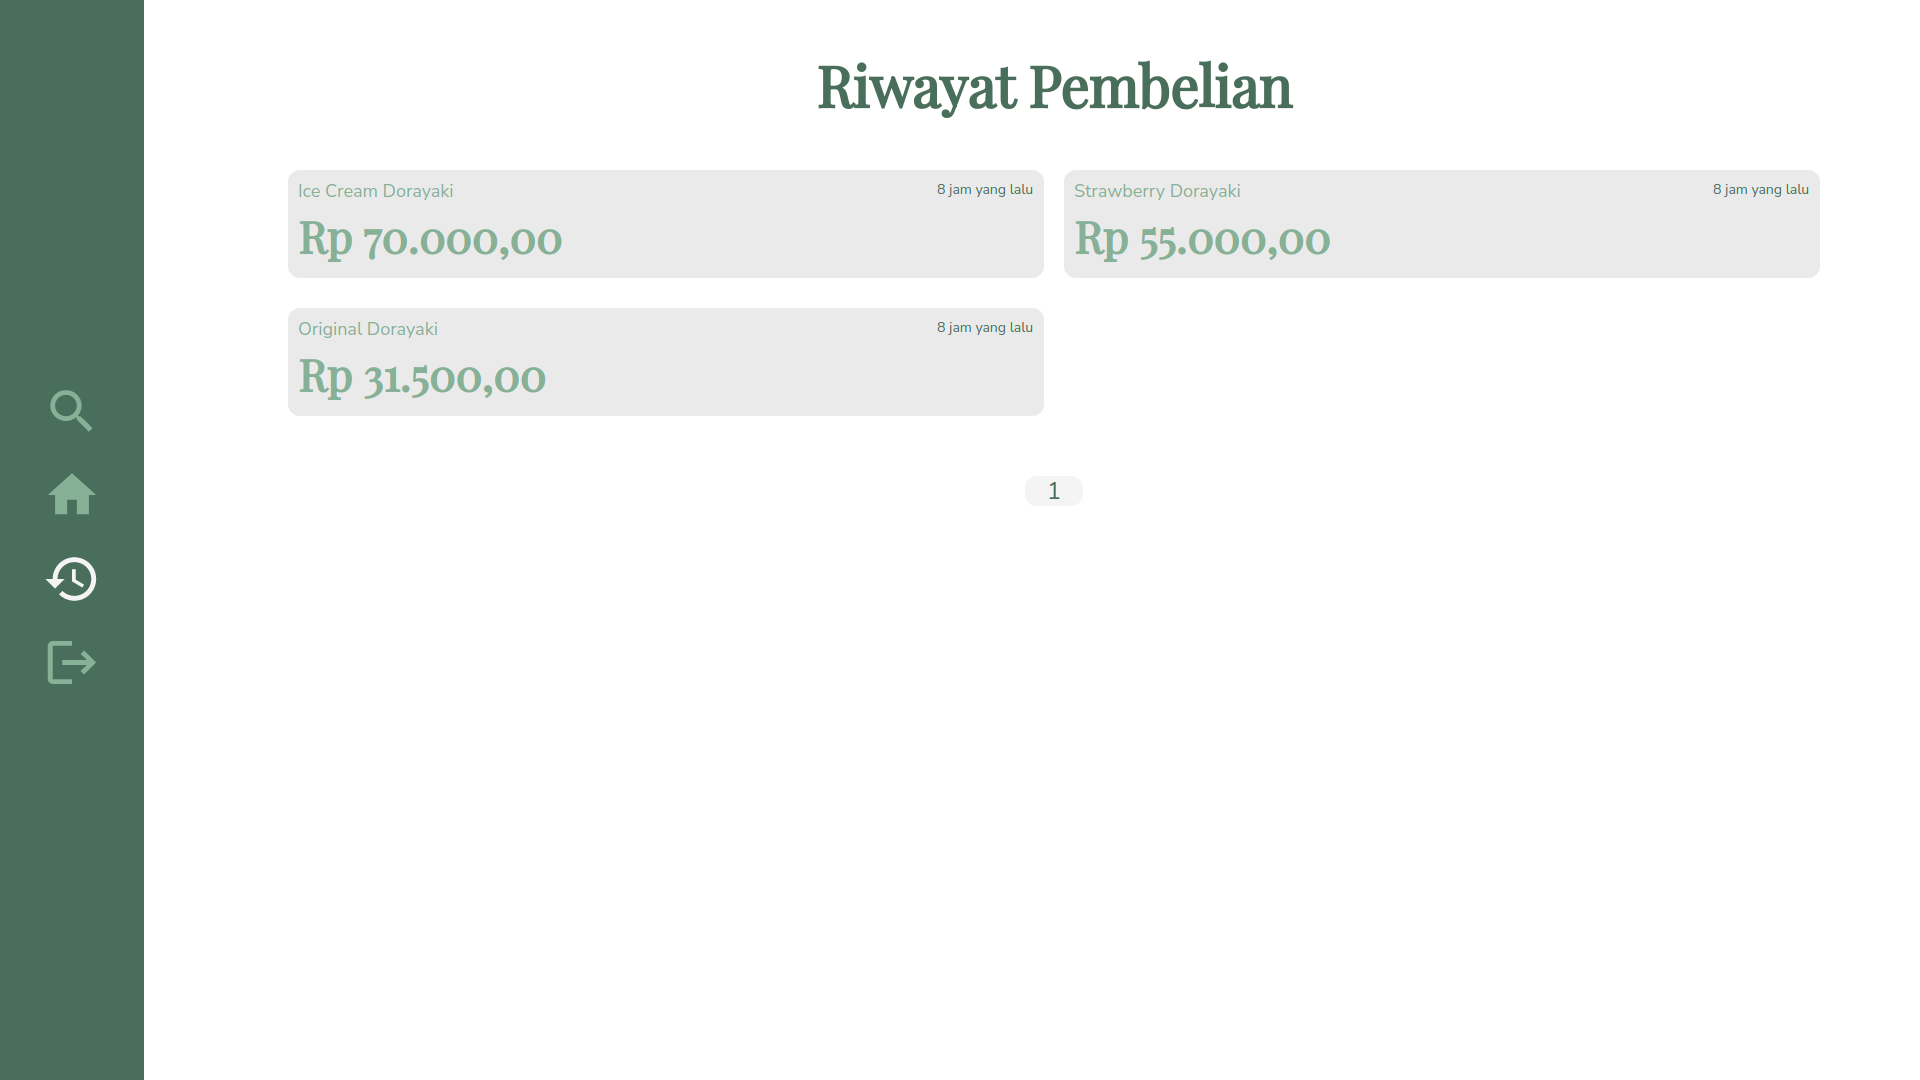 Riwayat Pembelian
Ice Cream Dorayaki
8 jam yang lalu
Rp 70.000,00
Strawberry Dorayaki
8 jam yang lalu
Rp 55.000,00
Original Dorayaki
8 jam yang lalu
Rp 31.500,00
1